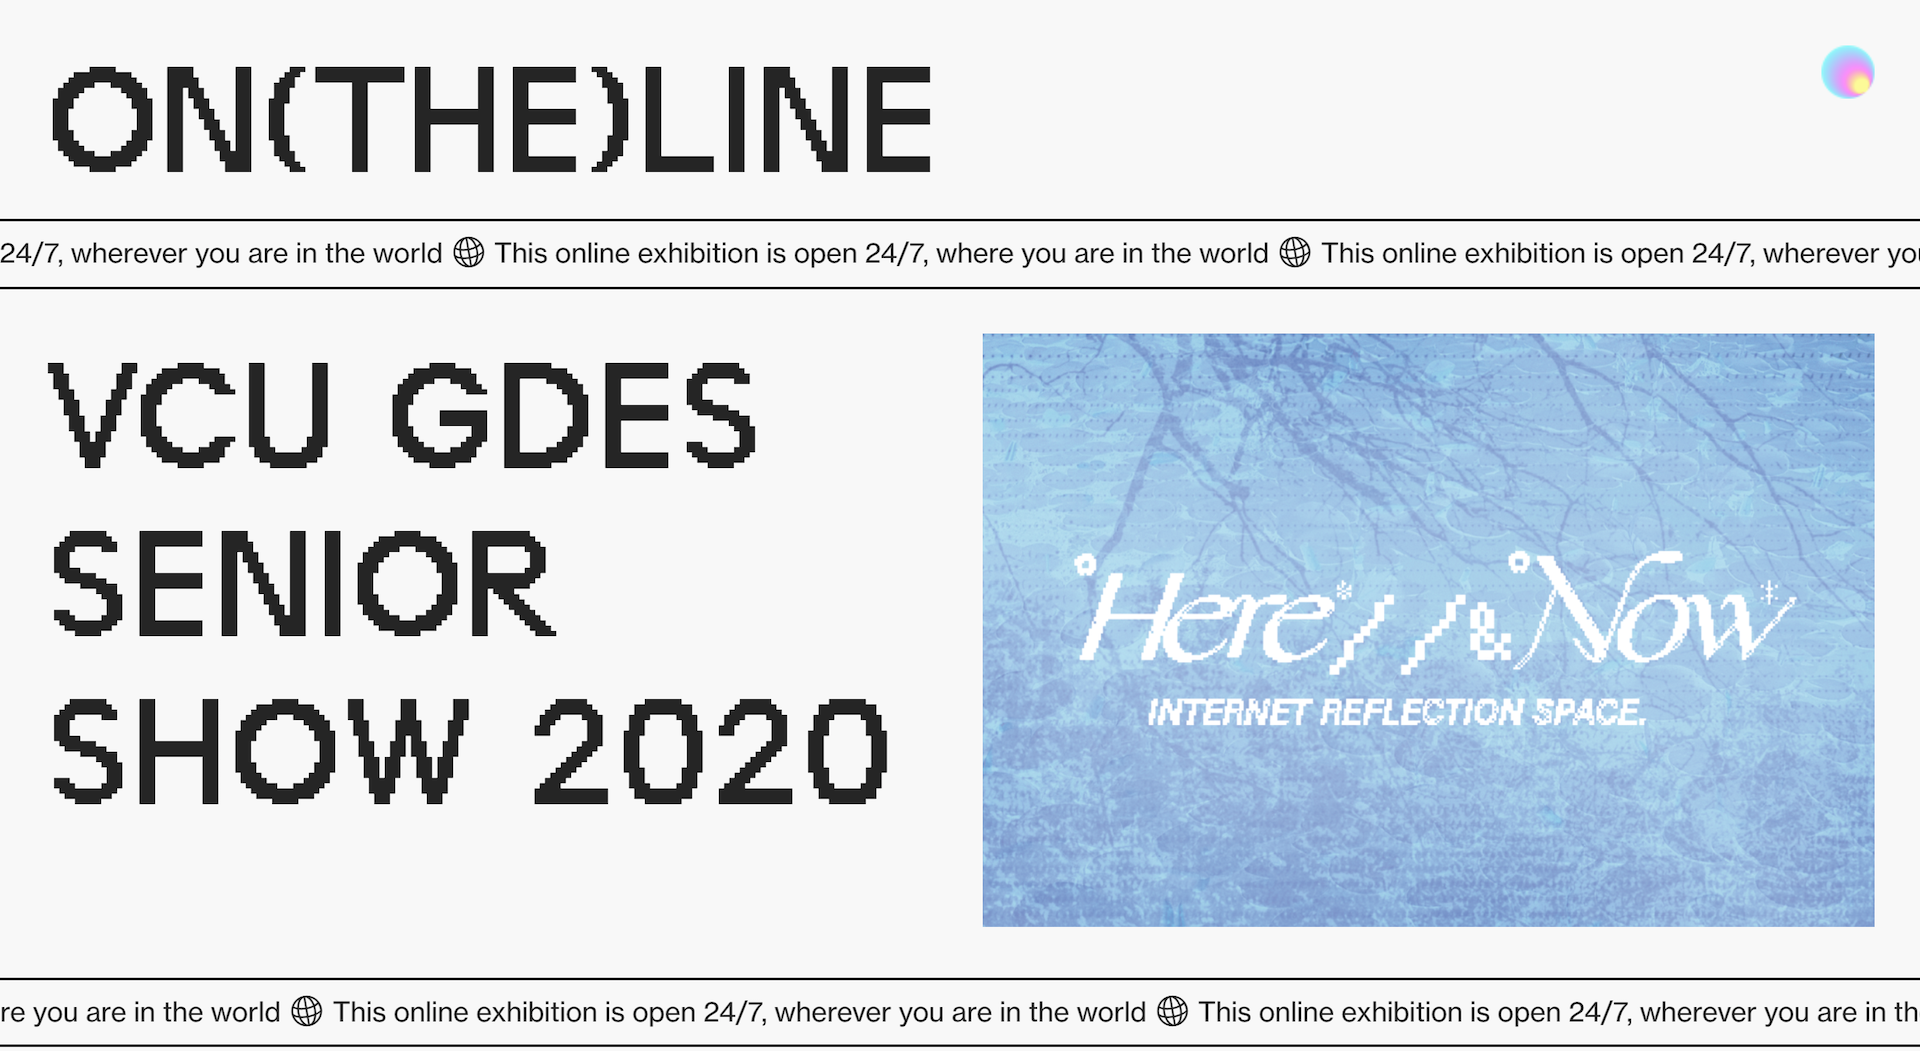 ON(THE)LINE
24/7, wherever you are in the world This online exhibition is open 24/7, where you are in the world This online exhibition is open 24/7, wherever you
VCU GDES
SENIOR
SHOW 2020
Here // & Now
INTERNET REFLECTION SPACE.
re you are in the world This online exhibition is open 24/7, wherever you are in the world This online exhibition is open 24/7, wherever you are in th